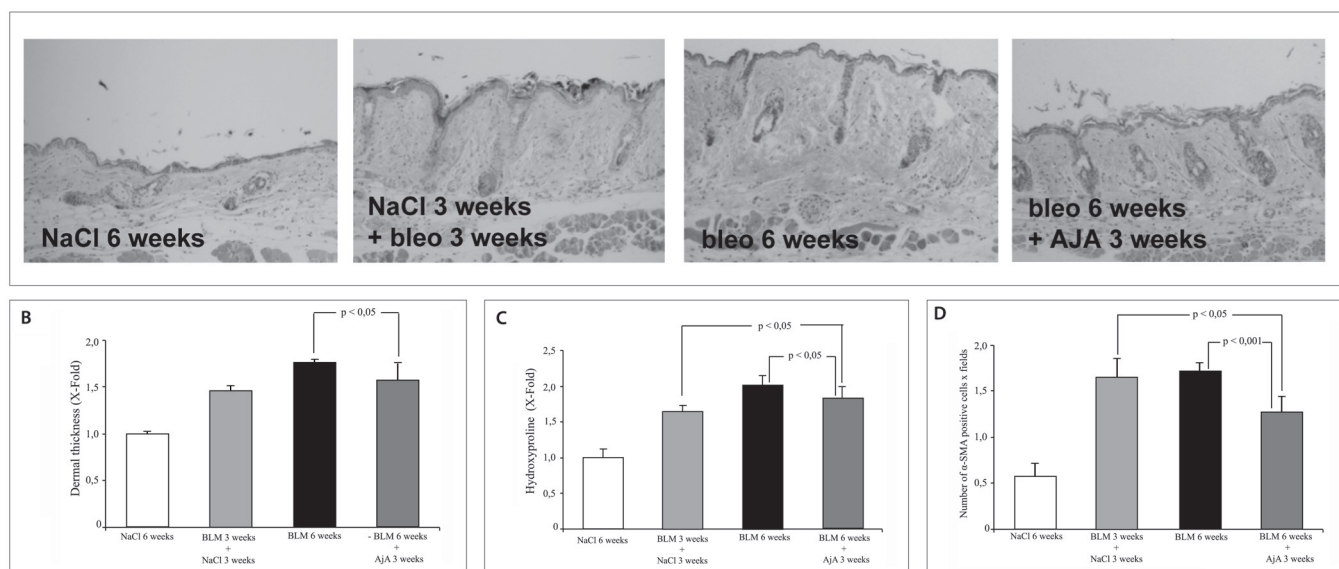 NaCl 6 weeks
NaCl 3 weeks
+ bleo 3 weeks
bleo 6 weeks
bleo 6 weeks
+ AJA 3 weeks
B
p < 0,05
Dermal thickness (X-Fold)
2,0
1,5
1,0
0,5
0
NaCl 6 weeks
BLM 3 weeks
+
NaCl 3 weeks
BLM 6 weeks
- BLM 6 weeks
+
AjA 3 weeks
C
p < 0,05
p < 0,05
Hydroxyproline (X-Fold)
2,5
2,0
1,5
1,0
0,5
0
NaCl 6 weeks
BLM 3 weeks
+
NaCl 3 weeks
BLM 6 weeks
BLM 6 weeks
+
AJA 3 weeks
D
p < 0,05
p < 0,001
Number of α-SMA positive cells x fields
2,0
1,5
1,0
0,5
0
NaCl 6 weeks
BLM 3 weeks
+
NaCl 3 weeks
BLM 6 weeks
BLM 6 weeks
+
AJA 3 weeks